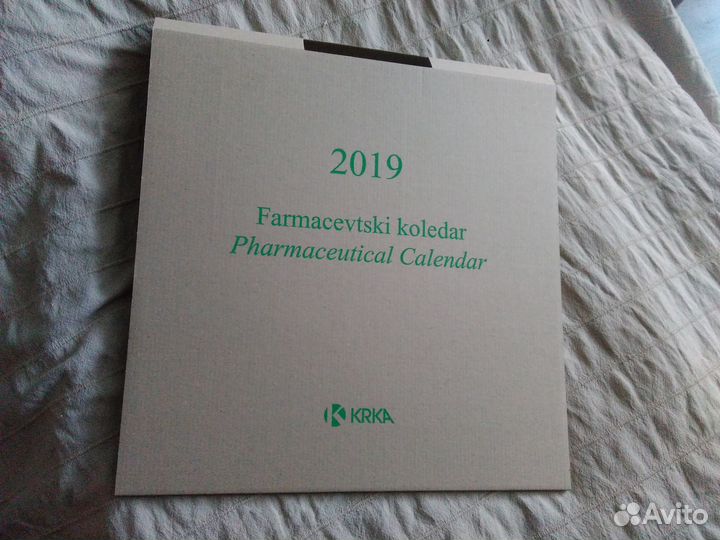 2019
Farmacevtski koledar
Pharmaceutical Calendar
KRKA
Avito